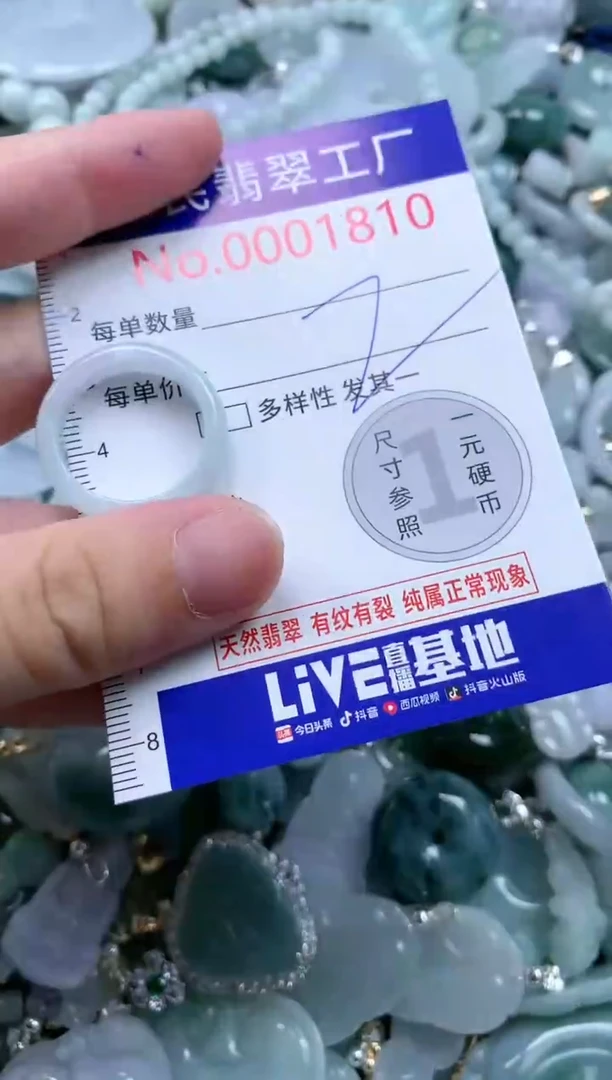 民翡翠工厂
No.0001810
2
每单数量
每单价
4
多样性 发其一
1
尺寸参照
一元硬币
天然翡翠 有纹有裂 纯属正常现象
LiVE直播基地
今日头条 抖音 西瓜视频 抖音火山版
8